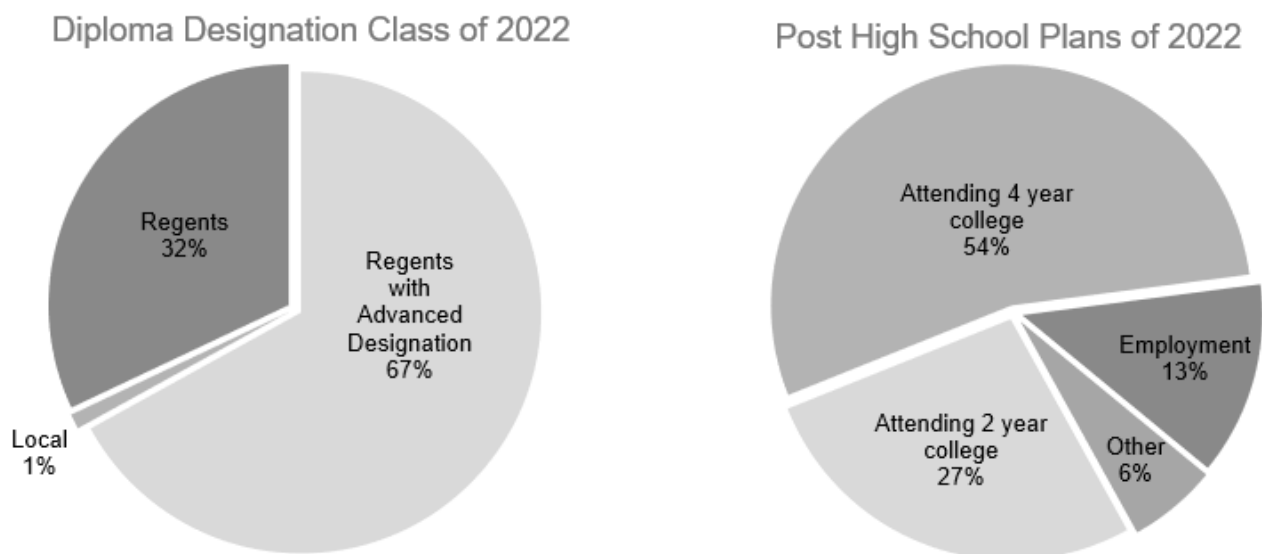 Diploma Designation Class of 2022
Regents
32%
Regents
with
Advanced
Designation
67%
Local
1%
Post High School Plans of 2022
Attending 4 year
college
54%
Employment
13%
Attending 2 year
college
27%
Other
6%